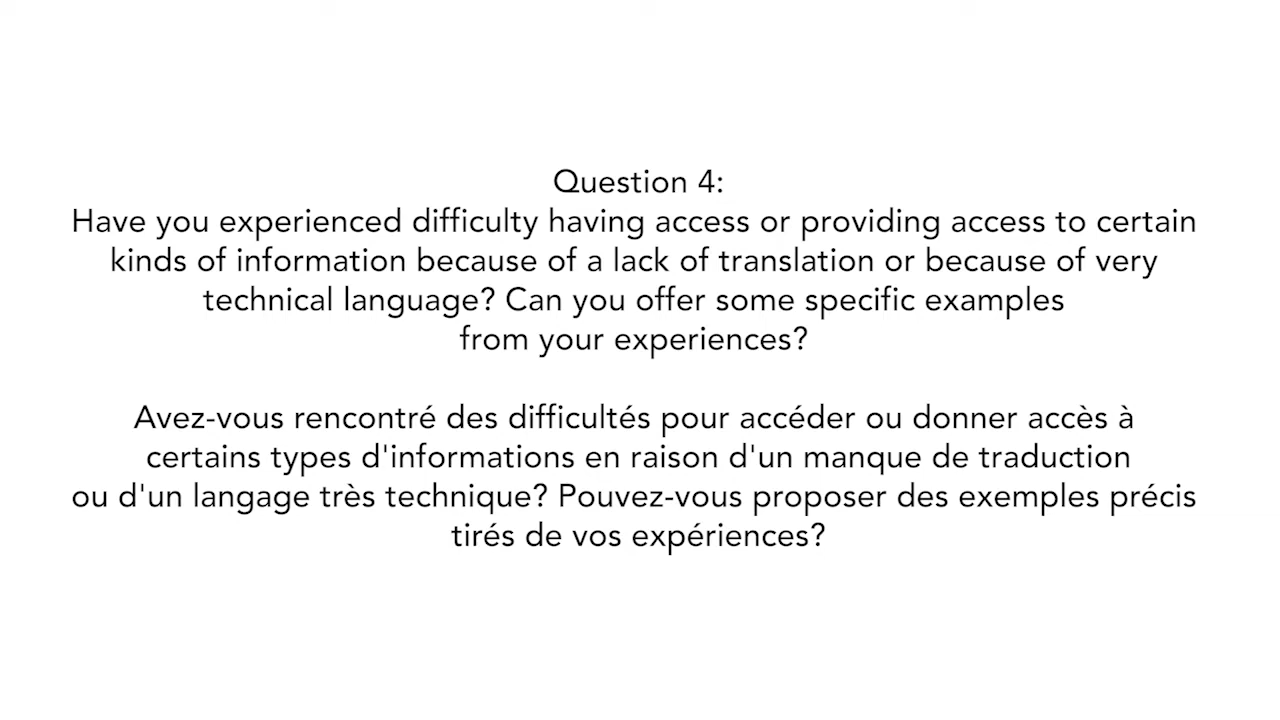 Question 4:
Have you experienced difficulty having access or providing access to certain
kinds of information because of a lack of translation or because of very
technical language? Can you offer some specific examples
from your experiences?
Avez-vous rencontré des difficultés pour accéder ou donner accès à
certains types d'informations en raison d'un manque de traduction
ou d'un langage très technique? Pouvez-vous proposer des exemples précis
tirés de vos expériences?